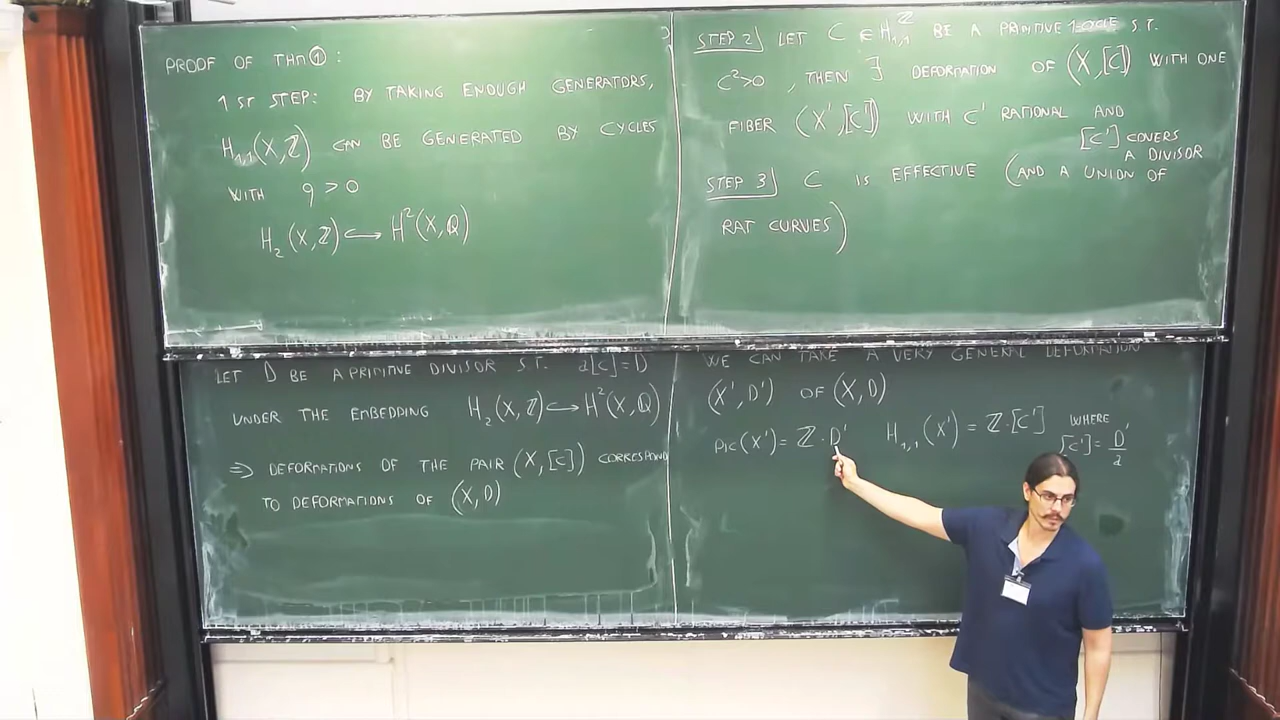 PROOF OF THM ①:
1 ST STEP: BY TAKING ENOUGH GENERATORS,
H₁,₁(X,ℤ) CAN BE GENERATED BY CYCLES
WITH q > 0
H₂(X,ℤ) ↪ H²(X,ℚ)
STEP 2) LET C ∈ H₁,₁^ℤ BE A PRIMITIVE 1-CYCLE S.T.
C²>0, THEN ∃ DEFORMATION OF (X,[C]) WITH ONE
FIBER (X',[C']) WITH C' RATIONAL AND
[C'] COVERS
A DIVISOR
STEP 3) C IS EFFECTIVE (AND A UNION OF
RAT CURVES)
LET D BE A PRIMITIVE DIVISOR S.T. a[C]=D
UNDER THE EMBEDDING H₂(X,ℤ) ↪ H²(X,ℚ)
⇒ DEFORMATIONS OF THE PAIR (X,[C]) CORRESPOND
TO DEFORMATIONS OF (X,D)
WE CAN TAKE A VERY GENERAL DEFORMATION
(X',D') OF (X,D)
PIC(X')= ℤ·D' H₁,₁(X') = ℤ·[C'] WHERE
[C']= D'/a